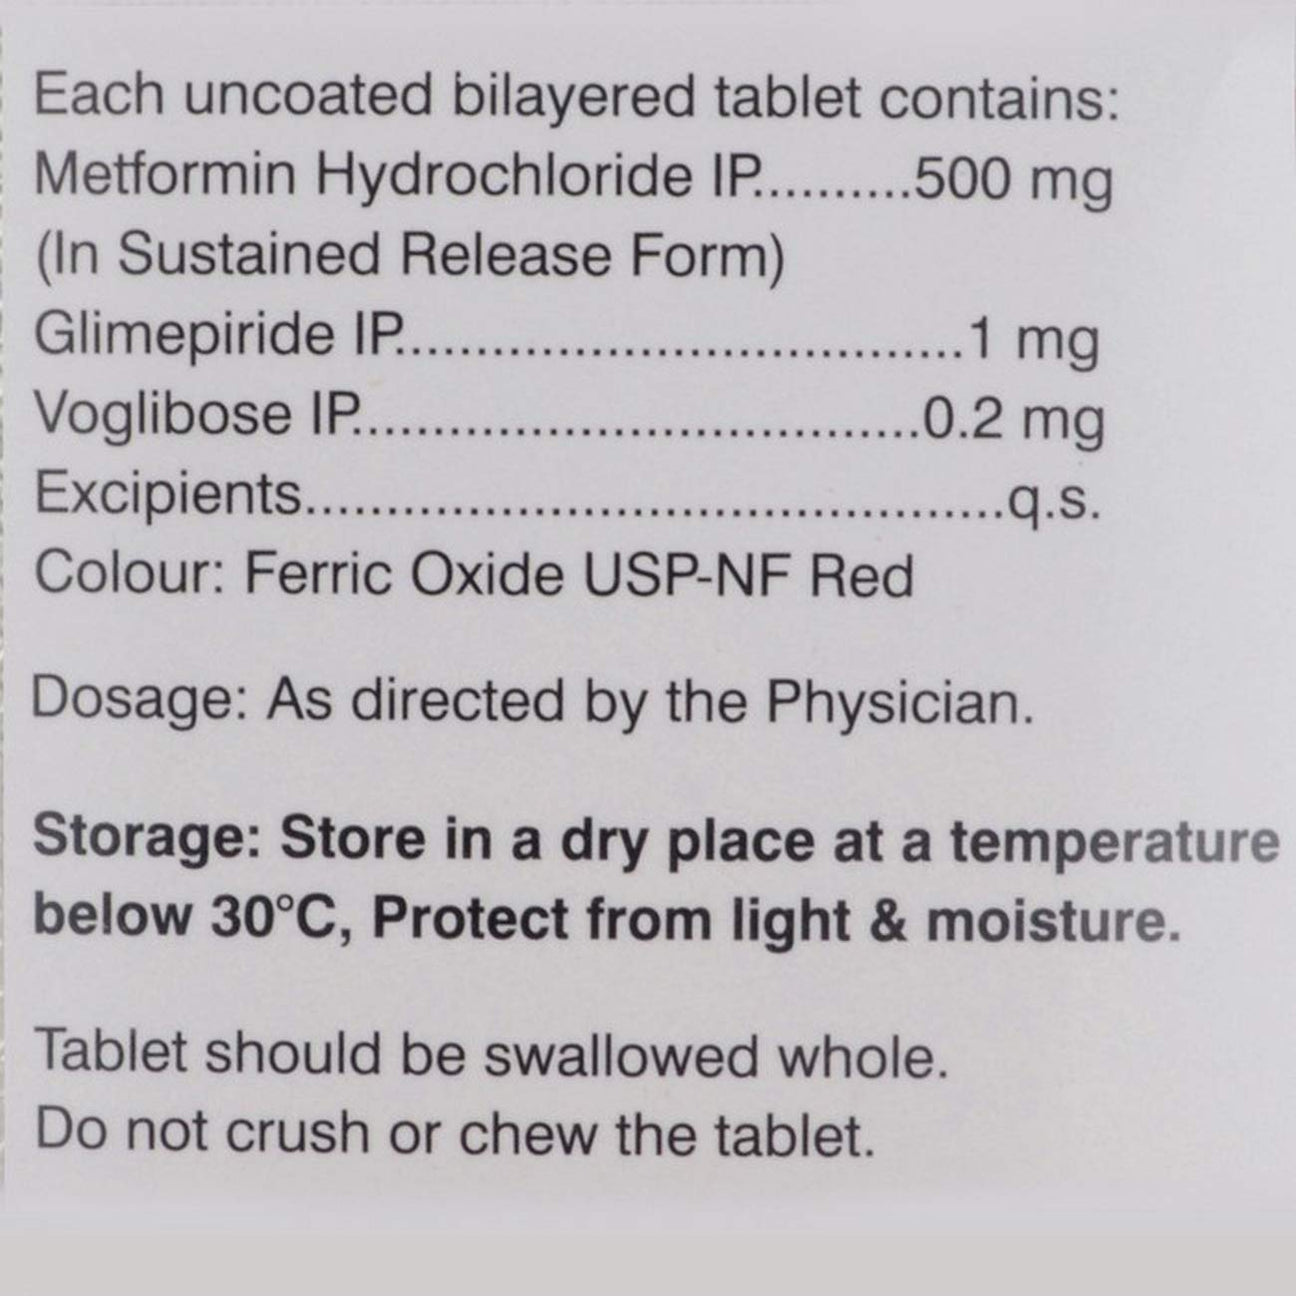 Each uncoated bilayered tablet contains:
Metformin Hydrochloride IP..........500 mg
(In Sustained Release Form)
Glimepiride IP...................................1 mg
Voglibose IP...................................0.2 mg
Excipients............................................q.s.
Colour: Ferric Oxide USP-NF Red
Dosage: As directed by the Physician.
Storage: Store in a dry place at a temperature
below 30°C, Protect from light & moisture.
Tablet should be swallowed whole.
Do not crush or chew the tablet.